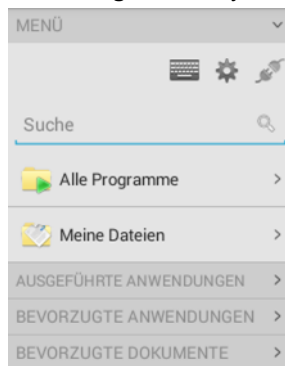 MENÜ
Suche
Alle Programme
Meine Dateien
AUSGEFÜHRTE ANWENDUNGEN
BEVORZUGTE ANWENDUNGEN
BEVORZUGTE DOKUMENTE